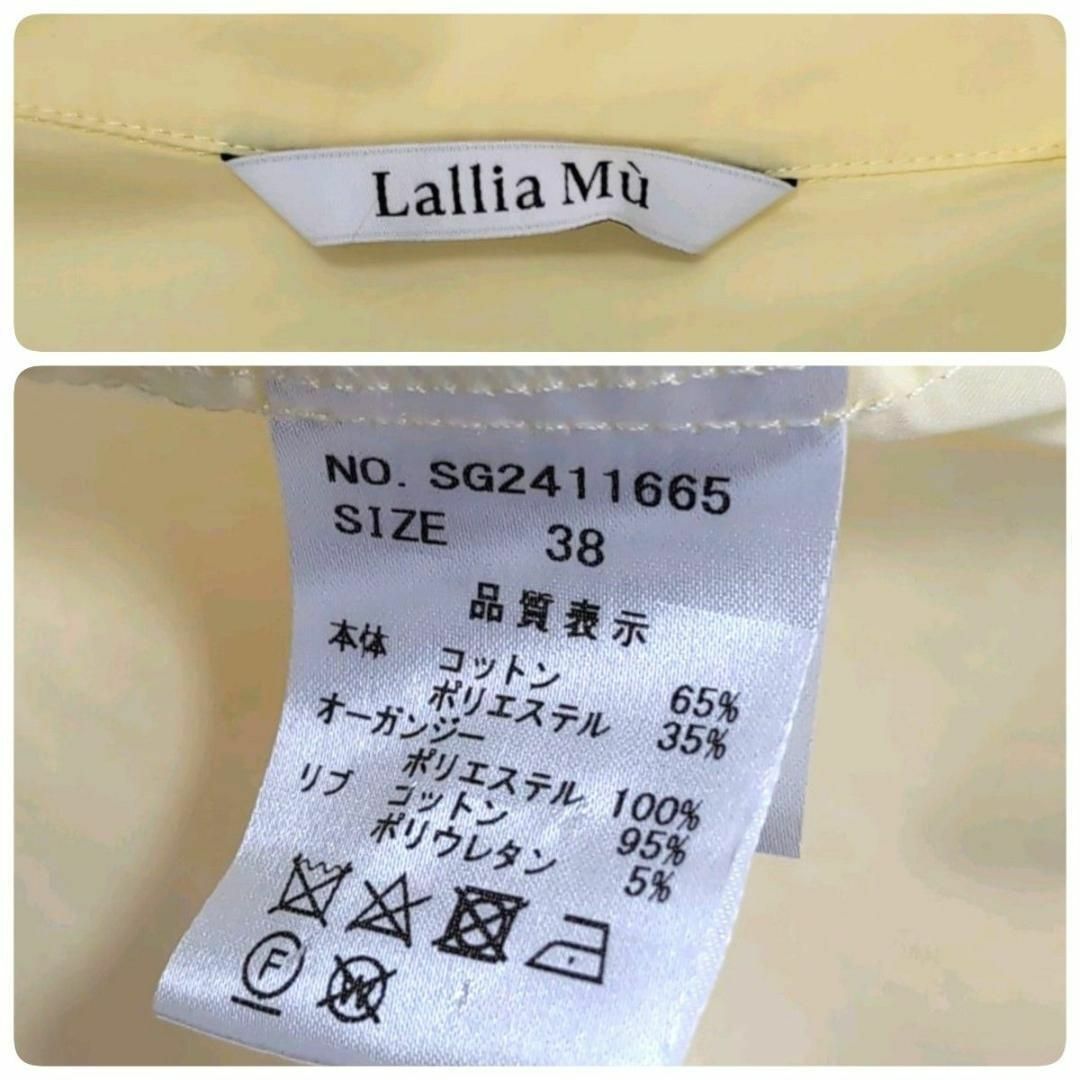 Lallia Mù
NO. SG2411665
SIZE 38
品質表示
本体 コットン 65%
ポリエステル 35%
オーガンジー
ポリエステル 100%
リブ コットン 95%
ポリウレタン 5%
F
W